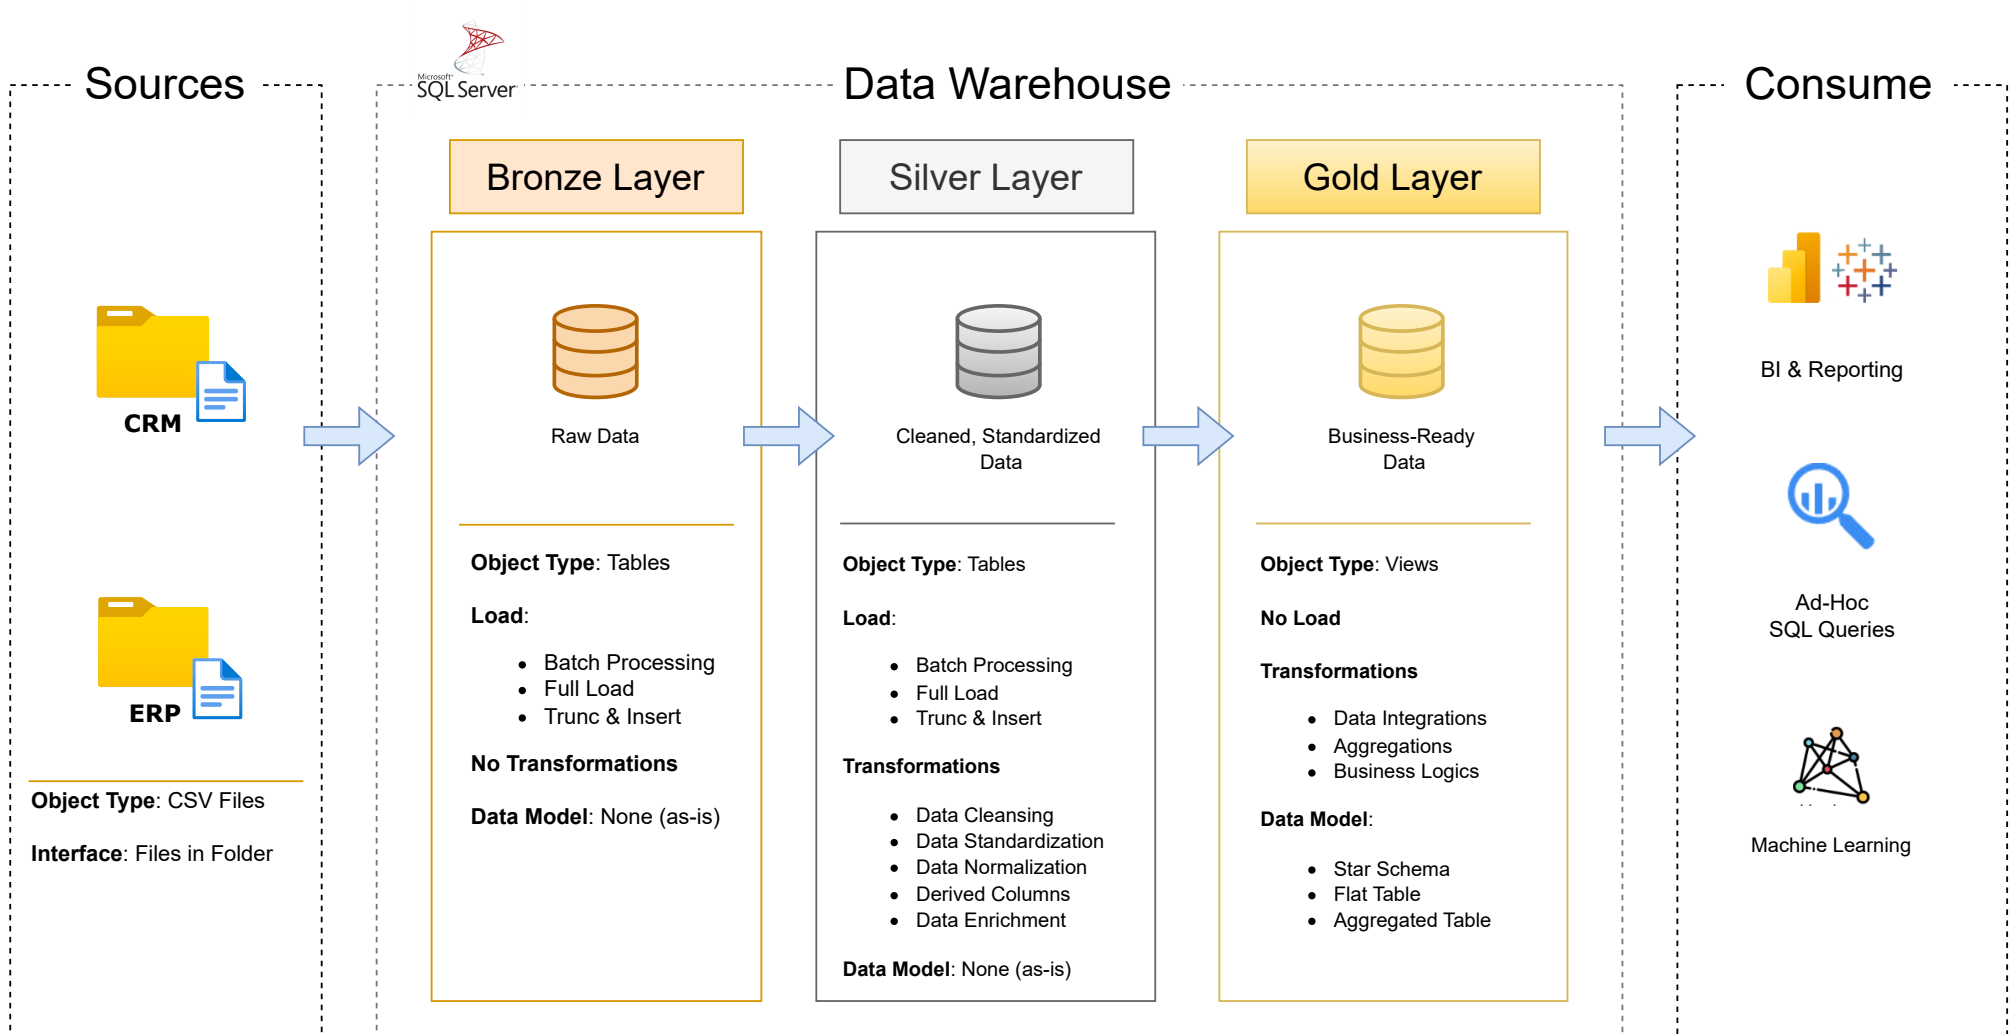 Sources
CRM
ERP
Object Type: CSV Files
Interface: Files in Folder
Microsoft
SQL Server
Data Warehouse
Bronze Layer
Raw Data
Object Type: Tables
Load:
• Batch Processing
• Full Load
• Trunc & Insert
No Transformations
Data Model: None (as-is)
Silver Layer
Cleaned, Standardized
Data
Object Type: Tables
Load:
• Batch Processing
• Full Load
• Trunc & Insert
Transformations
• Data Cleansing
• Data Standardization
• Data Normalization
• Derived Columns
• Data Enrichment
Data Model: None (as-is)
Gold Layer
Business-Ready
Data
Object Type: Views
No Load
Transformations
• Data Integrations
• Aggregations
• Business Logics
Data Model:
• Star Schema
• Flat Table
• Aggregated Table
Consume
BI & Reporting
Ad-Hoc
SQL Queries
Machine Learning